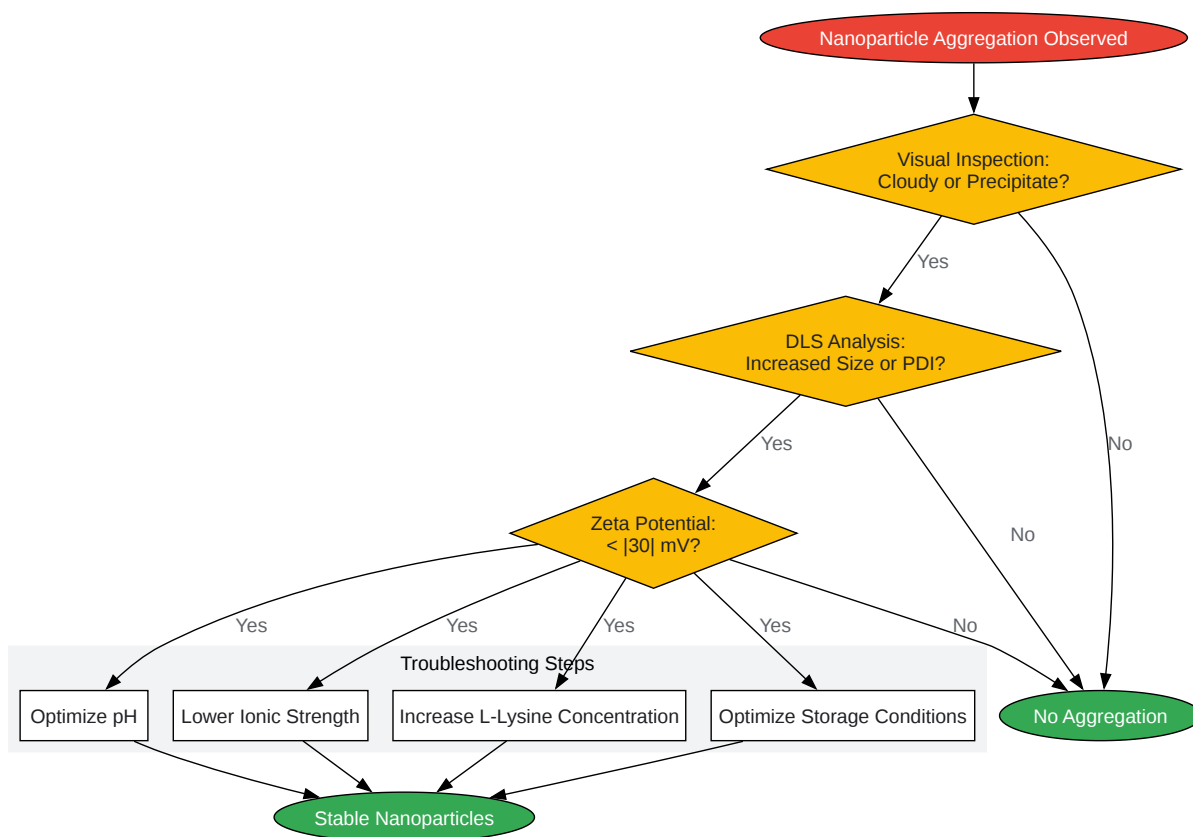 Nanoparticle Aggregation Observed
Visual Inspection:
Cloudy or Precipitate?
Yes
DLS Analysis:
Increased Size or PDI?
Yes
No
Zeta Potential:
< |30| mV?
No
Yes
Yes
Yes
Yes
No
Troubleshooting Steps
Optimize pH
Lower Ionic Strength
Increase L-Lysine Concentration
Optimize Storage Conditions
No Aggregation
Stable Nanoparticles